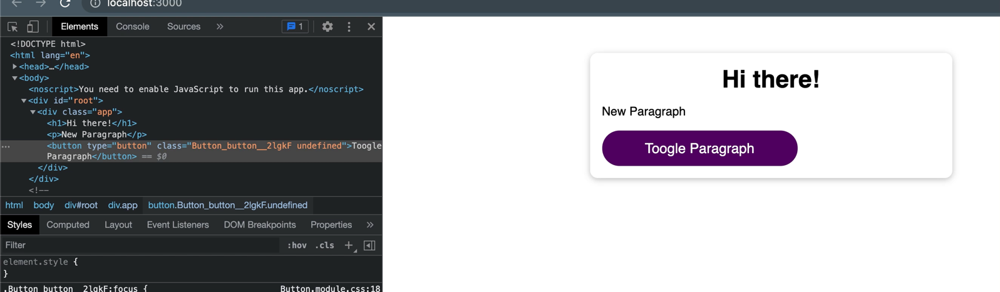 localhost:3000
Elements Console Sources » 1
<!DOCTYPE html>
<html lang="en">
<head>…</head>
<body>
<noscript>You need to enable JavaScript to run this app.</noscript>
<div id="root">
<div class="app">
<h1>Hi there!</h1>
<p>New Paragraph</p>
<button type="button" class="Button_button__2lgkF undefined">Toogle
Paragraph</button> == $0
</div>
</div>
<!--
html body div#root div.app button.Button_button__2lgkF.undefined
Styles Computed Layout Event Listeners DOM Breakpoints Properties »
Filter :hov .cls +
element.style {
}
.Button_button__2lgkF:focus { Button.module.css:18
Hi there!
New Paragraph
Toogle Paragraph